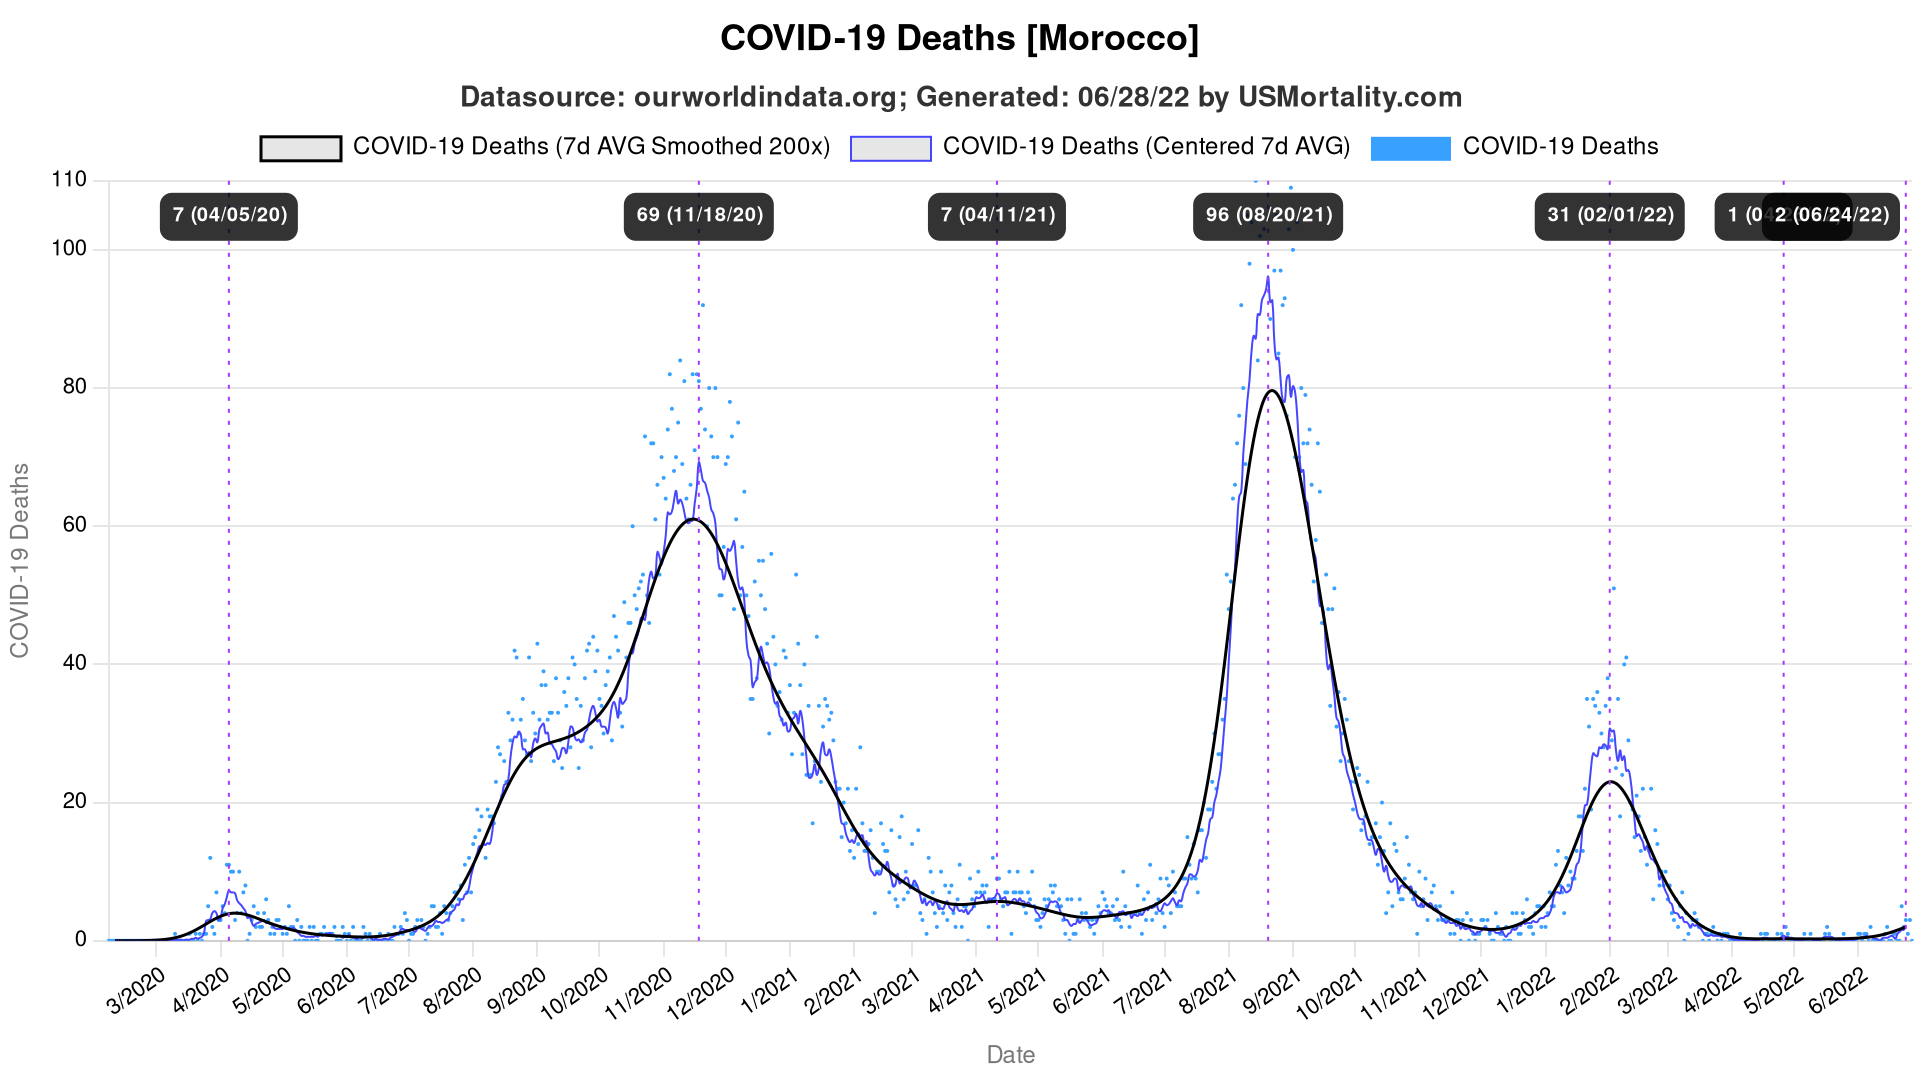 COVID-19 Deaths [Morocco]
Datasource: ourworldindata.org; Generated: 06/28/22 by USMortality.com
COVID-19 Deaths (7d AVG Smoothed 200x) COVID-19 Deaths (Centered 7d AVG) COVID-19 Deaths
110
7 (04/05/20) 69 (11/18/20) 7 (04/11/21) 96 (08/20/21) 31 (02/01/22) 1 2 (06/24/22)
100
80
60
40
20
0
COVID-19 Deaths
3/2020 4/2020 5/2020 6/2020 7/2020 8/2020 9/2020 10/2020 11/2020 12/2020 1/2021 2/2021 3/2021 4/2021 5/2021 6/2021 7/2021 8/2021 9/2021 10/2021 11/2021 12/2021 1/2022 2/2022 3/2022 4/2022 5/2022 6/2022
Date